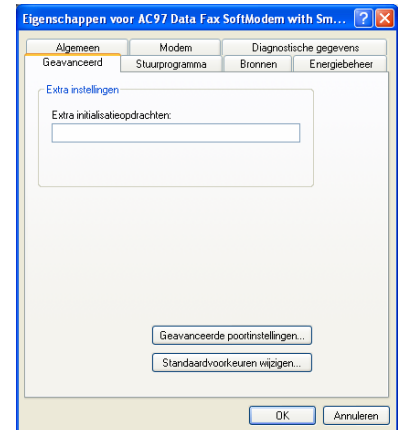 Eigenschappen voor AC97 Data Fax SoftModem with Sm...
Algemeen Modem Diagnostische gegevens
Geavanceerd Stuurprogramma Bronnen Energiebeheer
Extra instellingen
Extra initialisatieopdrachten:
Geavanceerde poortinstellingen...
Standaardvoorkeuren wijzigen...
OK Annuleren